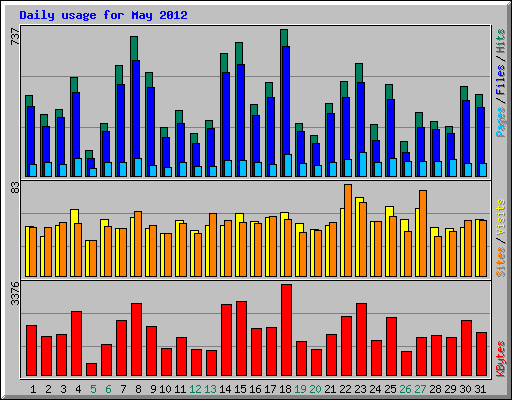 Daily usage for May 2012
737
Pages / Files / Hits
83
Sites / Visits
3376
KBytes
1 2 3 4 5 6 7 8 9 10 11 12 13 14 15 16 17 18 19 20 21 22 23 24 25 26 27 28 29 30 31